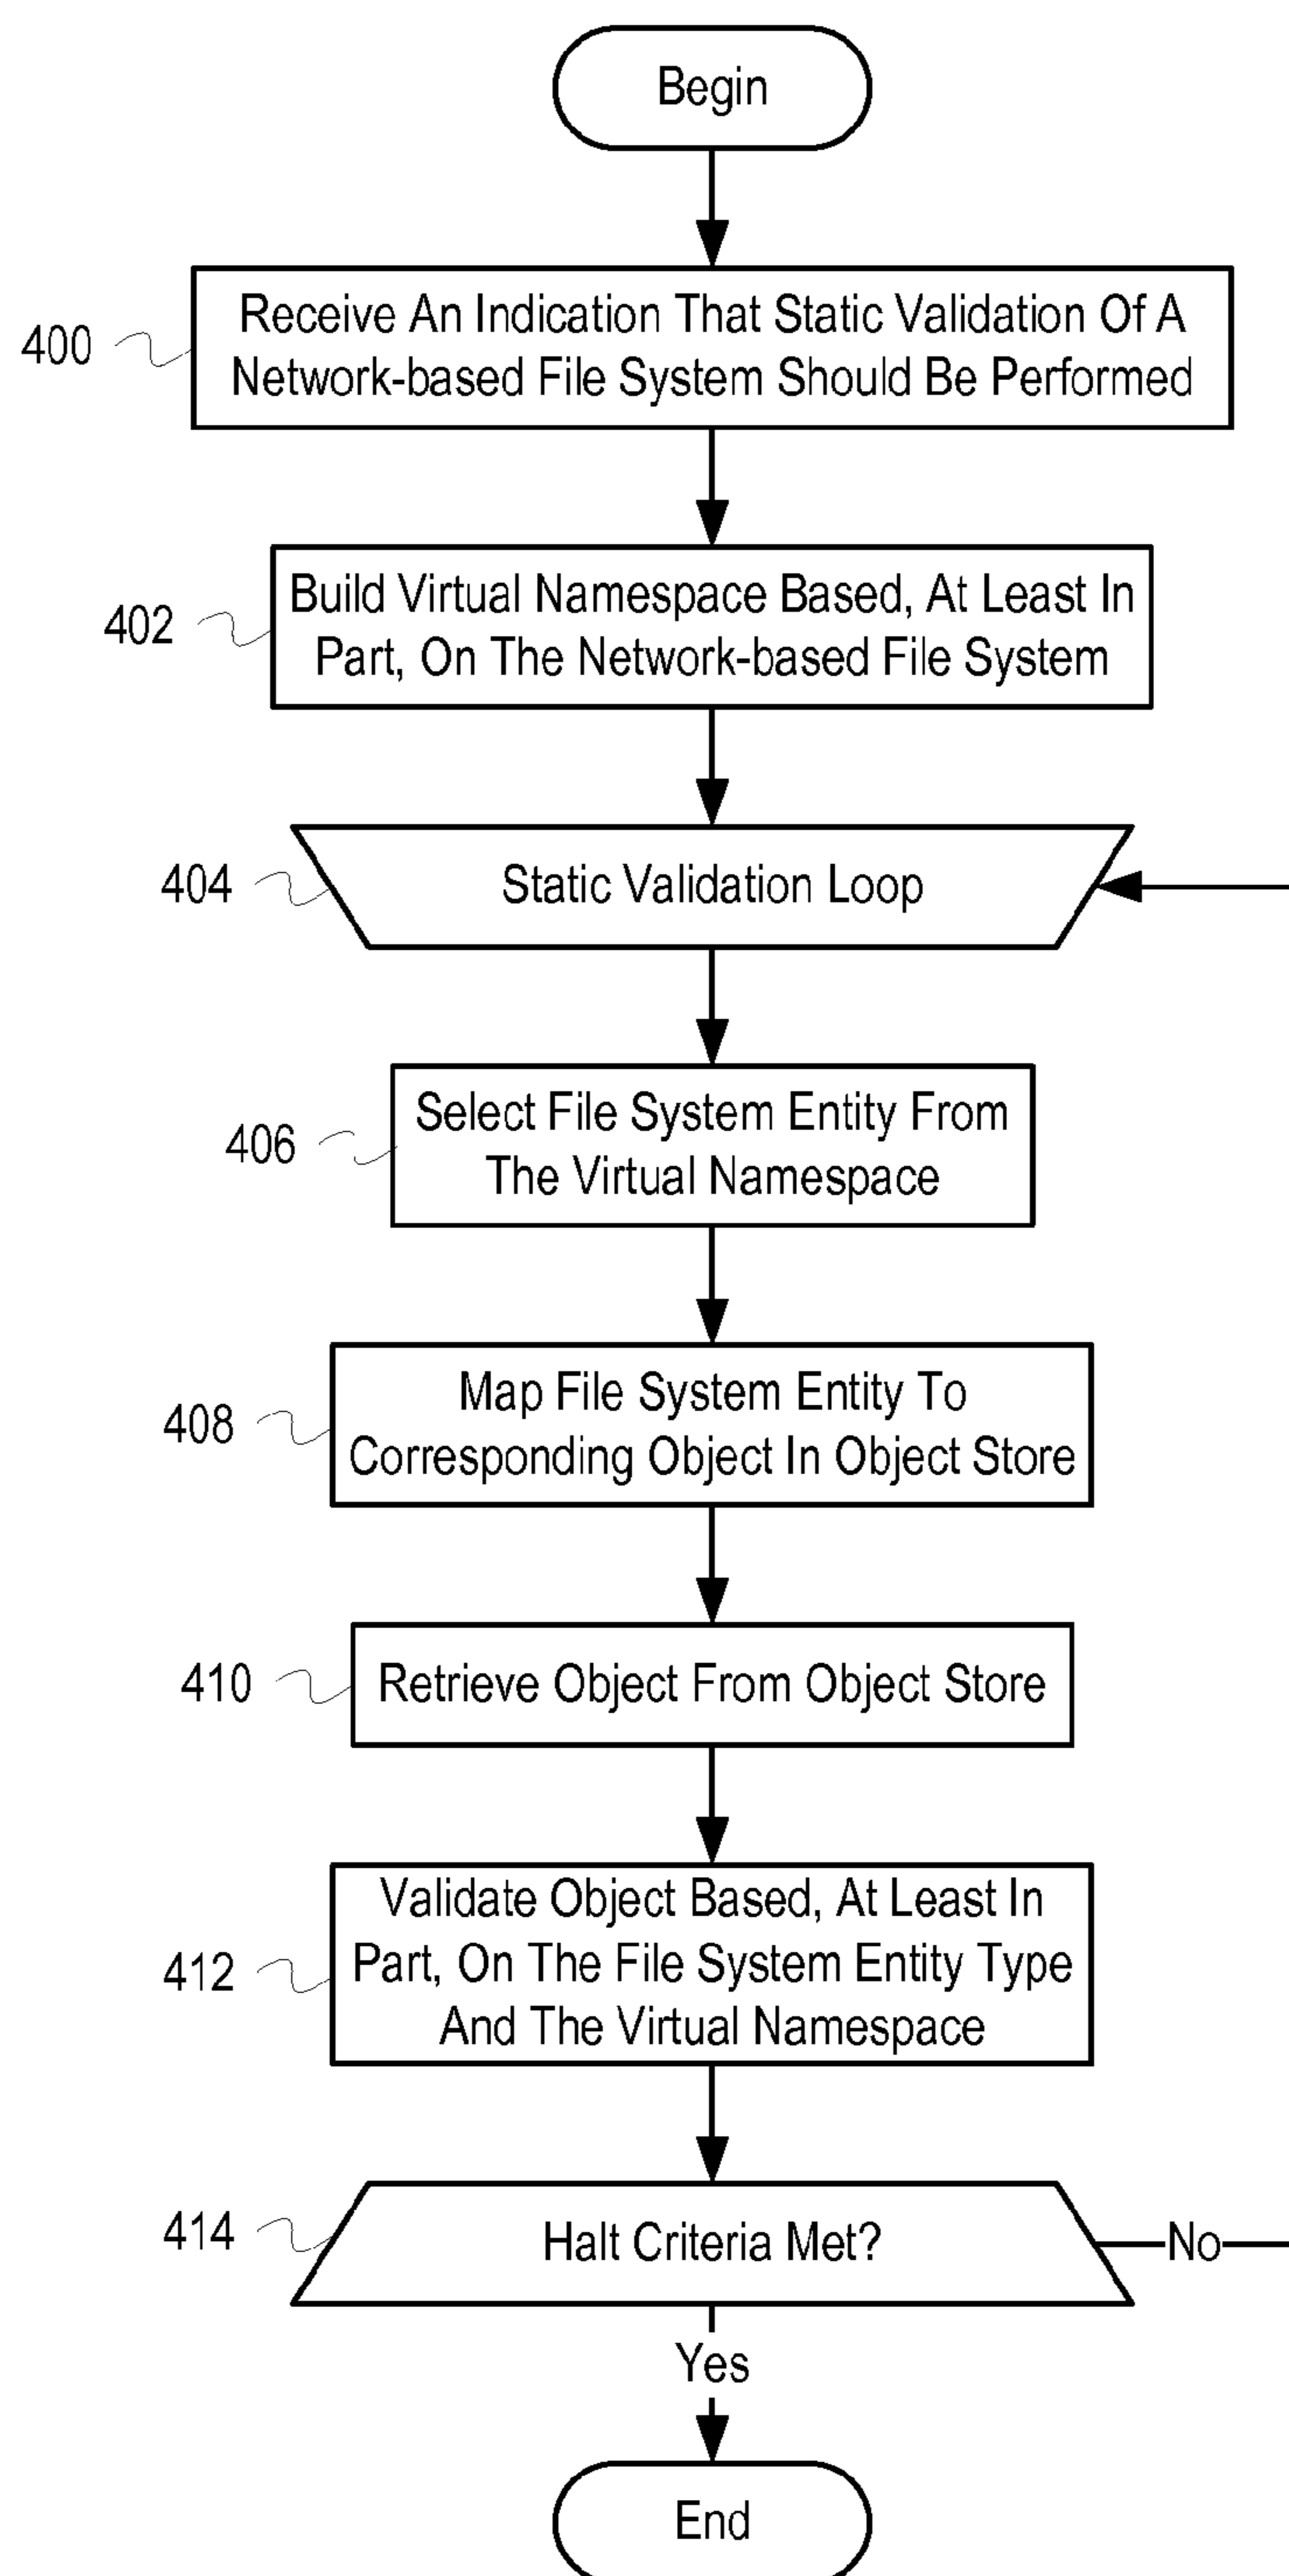 Begin
400
Receive An Indication That Static Validation Of A
Network-based File System Should Be Performed
402
Build Virtual Namespace Based, At Least In
Part, On The Network-based File System
404
Static Validation Loop
406
Select File System Entity From
The Virtual Namespace
408
Map File System Entity To
Corresponding Object In Object Store
410
Retrieve Object From Object Store
412
Validate Object Based, At Least In
Part, On The File System Entity Type
And The Virtual Namespace
414
Halt Criteria Met?
No
Yes
End